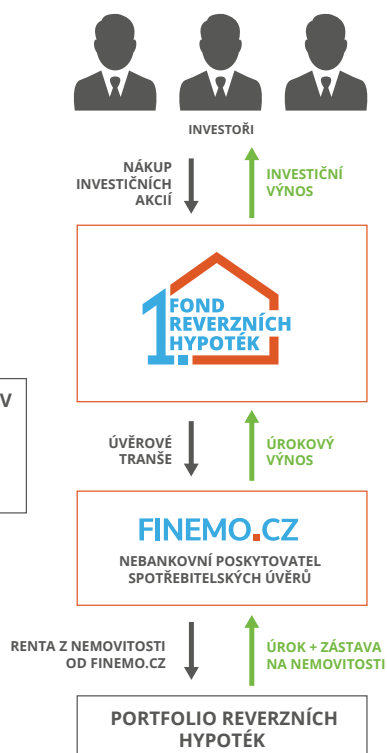 INVESTOŘI
NÁKUP
INVESTIČNÍCH
AKCIÍ
INVESTIČNÍ
VÝNOS
1.
FOND
REVERZNÍCH
HYPOTÉK
V
ÚVĚROVÉ
TRANŠE
ÚROKOVÝ
VÝNOS
FINEMO.CZ
NEBANKOVNÍ POSKYTOVATEL
SPOTŘEBITELSKÝCH ÚVĚRŮ
RENTA Z NEMOVITOSTI
OD FINEMO.CZ
ÚROK + ZÁSTAVA
NA NEMOVITOSTI
PORTFOLIO REVERZNÍCH
HYPOTÉK